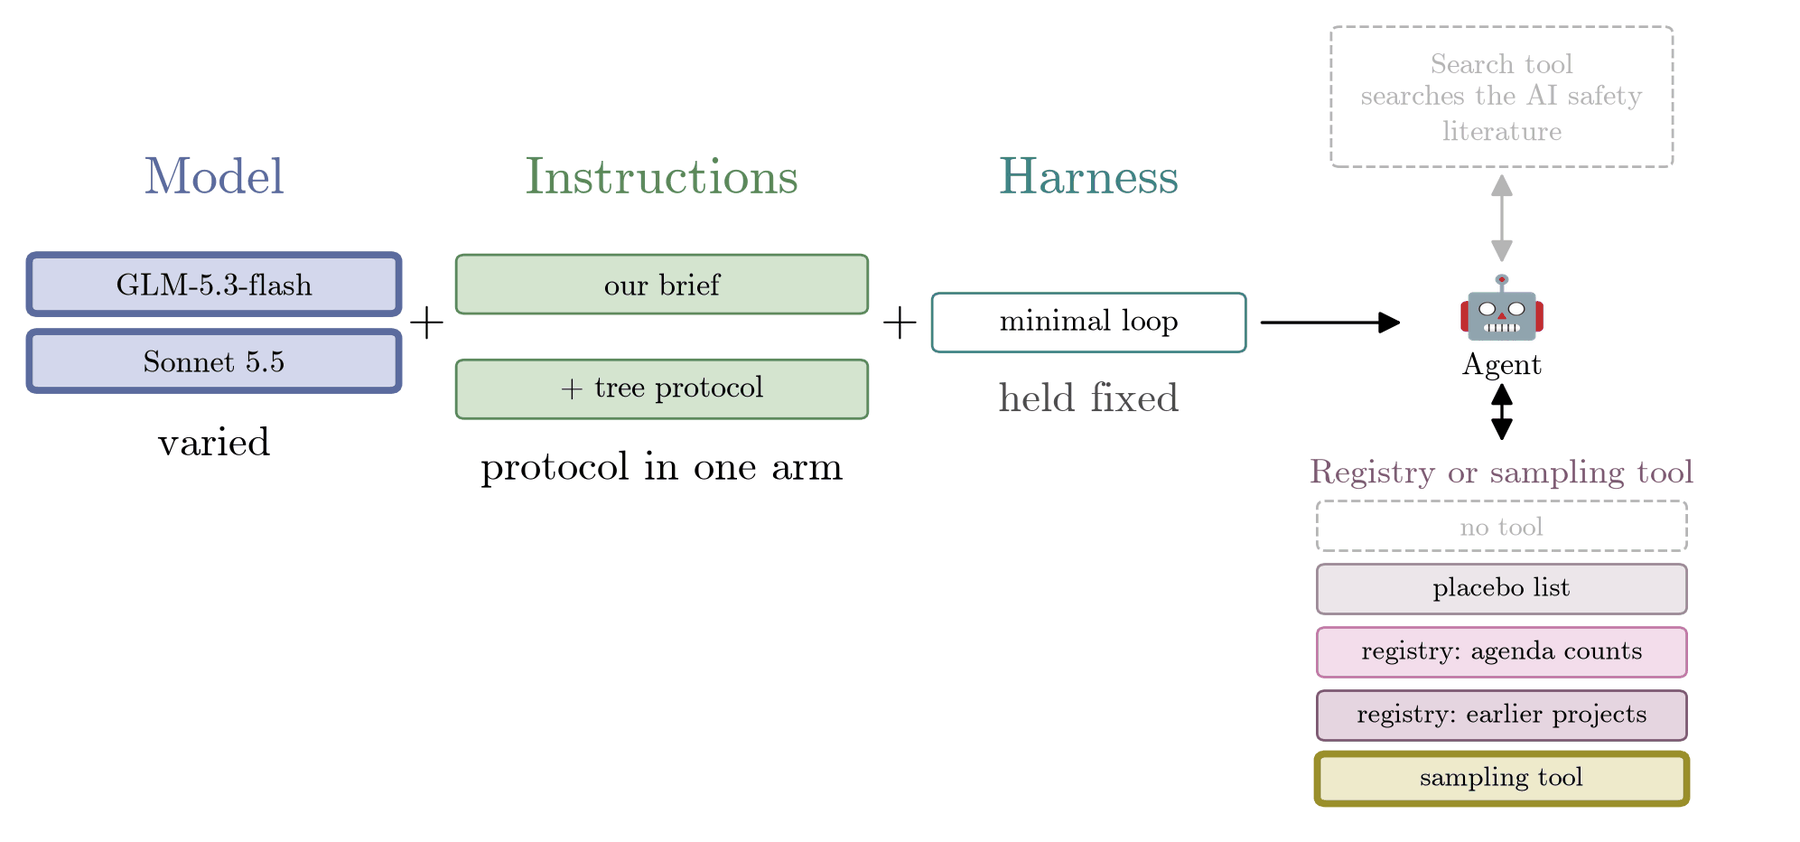 Search tool
searches the AI safety
literature
Model
Instructions
Harness
GLM-5.3-flash
Sonnet 5.5
varied
+
our brief
+ tree protocol
protocol in one arm
+
minimal loop
held fixed
Agent
Registry or sampling tool
no tool
placebo list
registry: agenda counts
registry: earlier projects
sampling tool